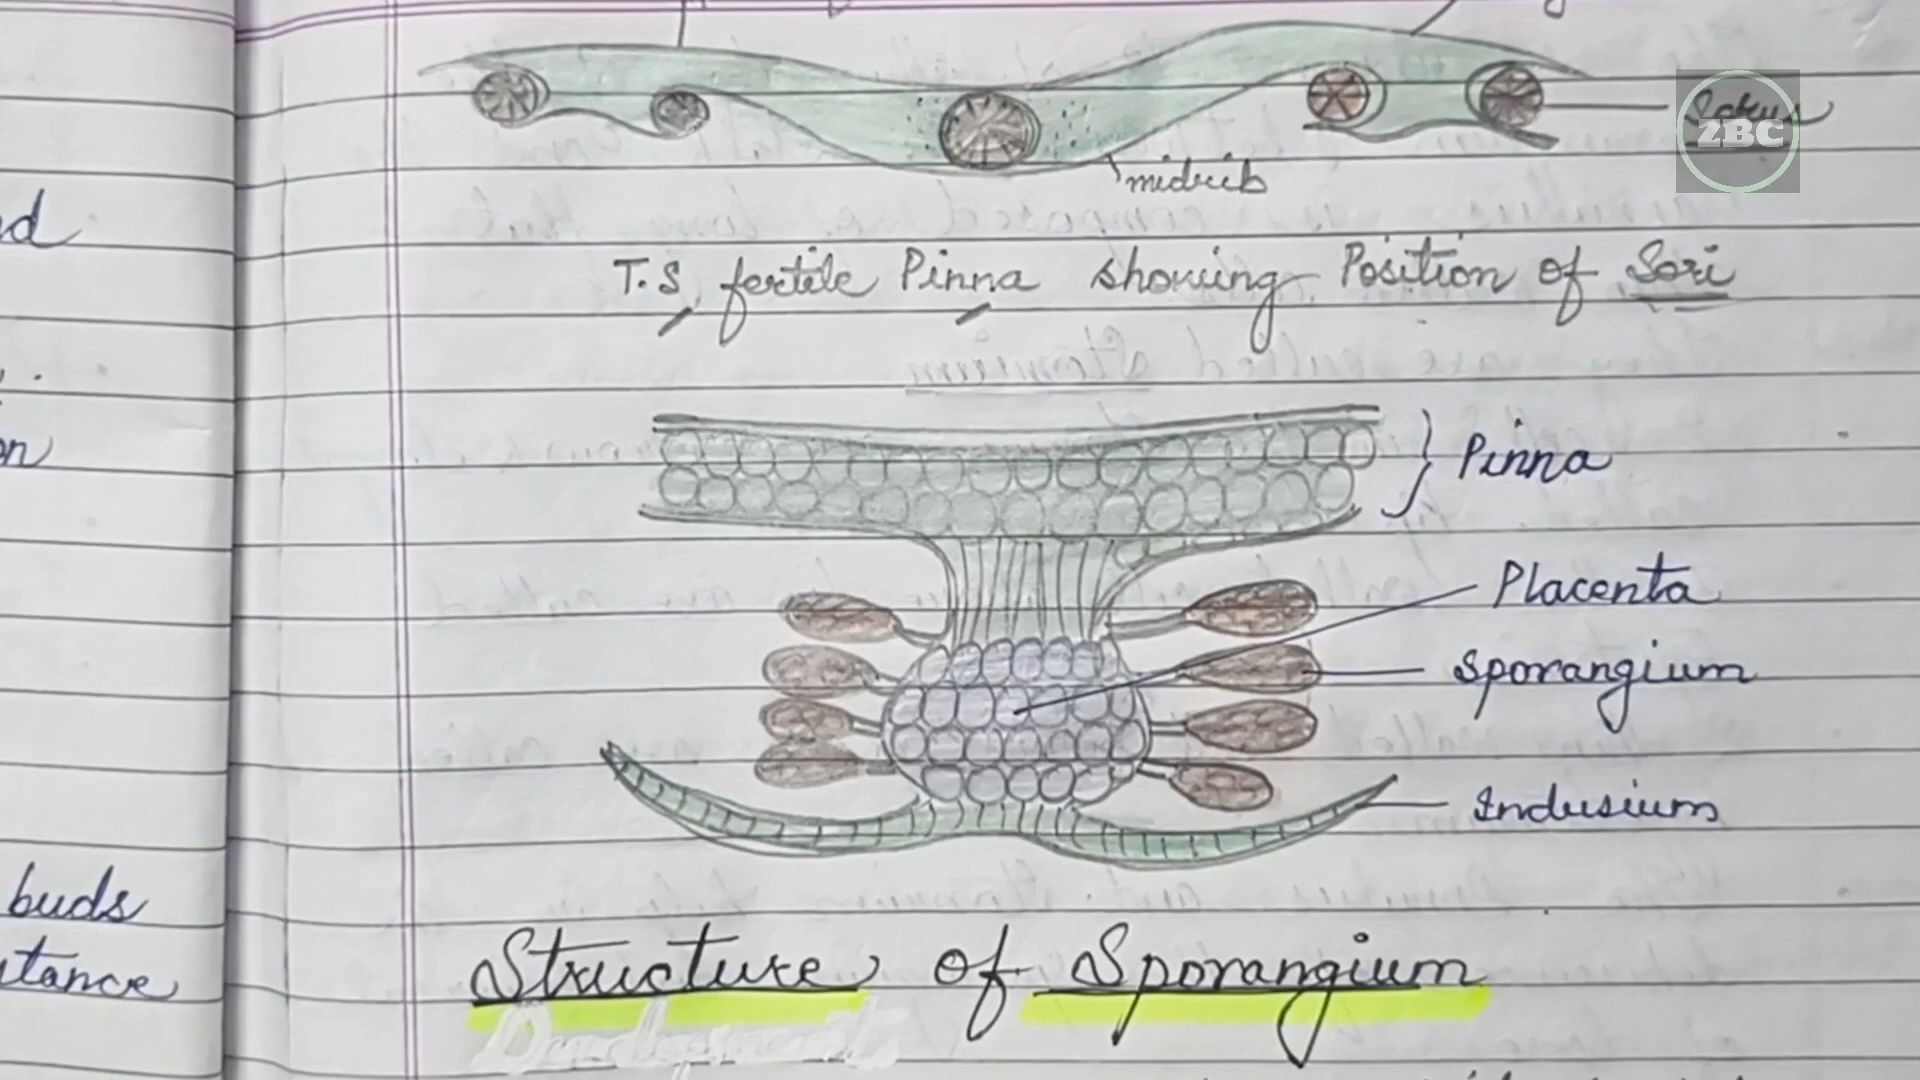 Sorus
ZBC
midrib
T.S fertile Pinna showing Position of Sori
Pinna
Placenta
Sporangium
Indusium
on
buds
Structure of Sporangium
tance